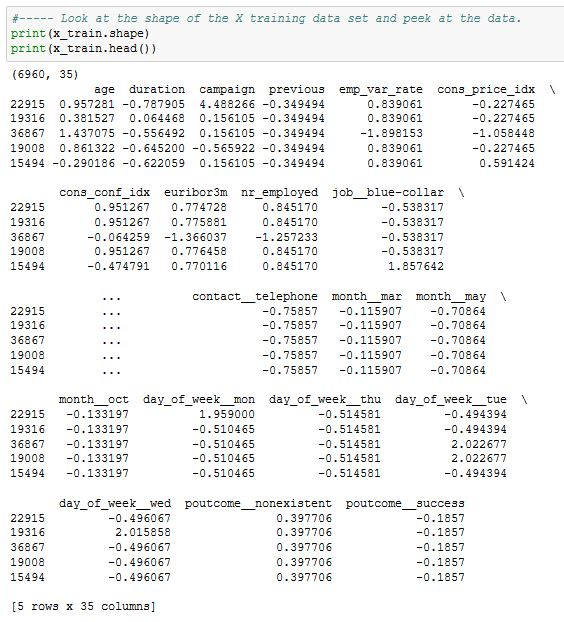 #----- Look at the shape of the X training data set and peek at the data.
print(x_train.shape)
print(x_train.head())
(6960, 35)
age duration campaign previous emp_var_rate cons_price_idx \
22915 0.957281 -0.787905 4.488266 -0.349494 0.839061 -0.227465
19316 0.381527 0.064468 0.156105 -0.349494 0.839061 -0.227465
36867 1.437075 -0.556492 0.156105 -0.349494 -1.898153 -1.058448
19008 0.861322 -0.645200 -0.565922 -0.349494 0.839061 -0.227465
15494 -0.290186 -0.622059 0.156105 -0.349494 0.839061 0.591424
cons_conf_idx euribor3m nr_employed job__blue-collar \
22915 0.951267 0.774728 0.845170 -0.538317
19316 0.951267 0.775881 0.845170 -0.538317
36867 -0.064259 -1.366037 -1.257233 -0.538317
19008 0.951267 0.776458 0.845170 -0.538317
15494 -0.474791 0.770116 0.845170 1.857642
... contact__telephone month__mar month__may \
22915 ... -0.75857 -0.115907 -0.70864
19316 ... -0.75857 -0.115907 -0.70864
36867 ... -0.75857 -0.115907 -0.70864
19008 ... -0.75857 -0.115907 -0.70864
15494 ... -0.75857 -0.115907 -0.70864
month__oct day_of_week__mon day_of_week__thu day_of_week__tue \
22915 -0.133197 1.959000 -0.514581 -0.494394
19316 -0.133197 -0.510465 -0.514581 -0.494394
36867 -0.133197 -0.510465 -0.514581 2.022677
19008 -0.133197 -0.510465 -0.514581 2.022677
15494 -0.133197 -0.510465 -0.514581 -0.494394
day_of_week__wed poutcome__nonexistent poutcome__success
22915 -0.496067 0.397706 -0.1857
19316 2.015858 0.397706 -0.1857
36867 -0.496067 0.397706 -0.1857
19008 -0.496067 0.397706 -0.1857
15494 -0.496067 0.397706 -0.1857
[5 rows x 35 columns]